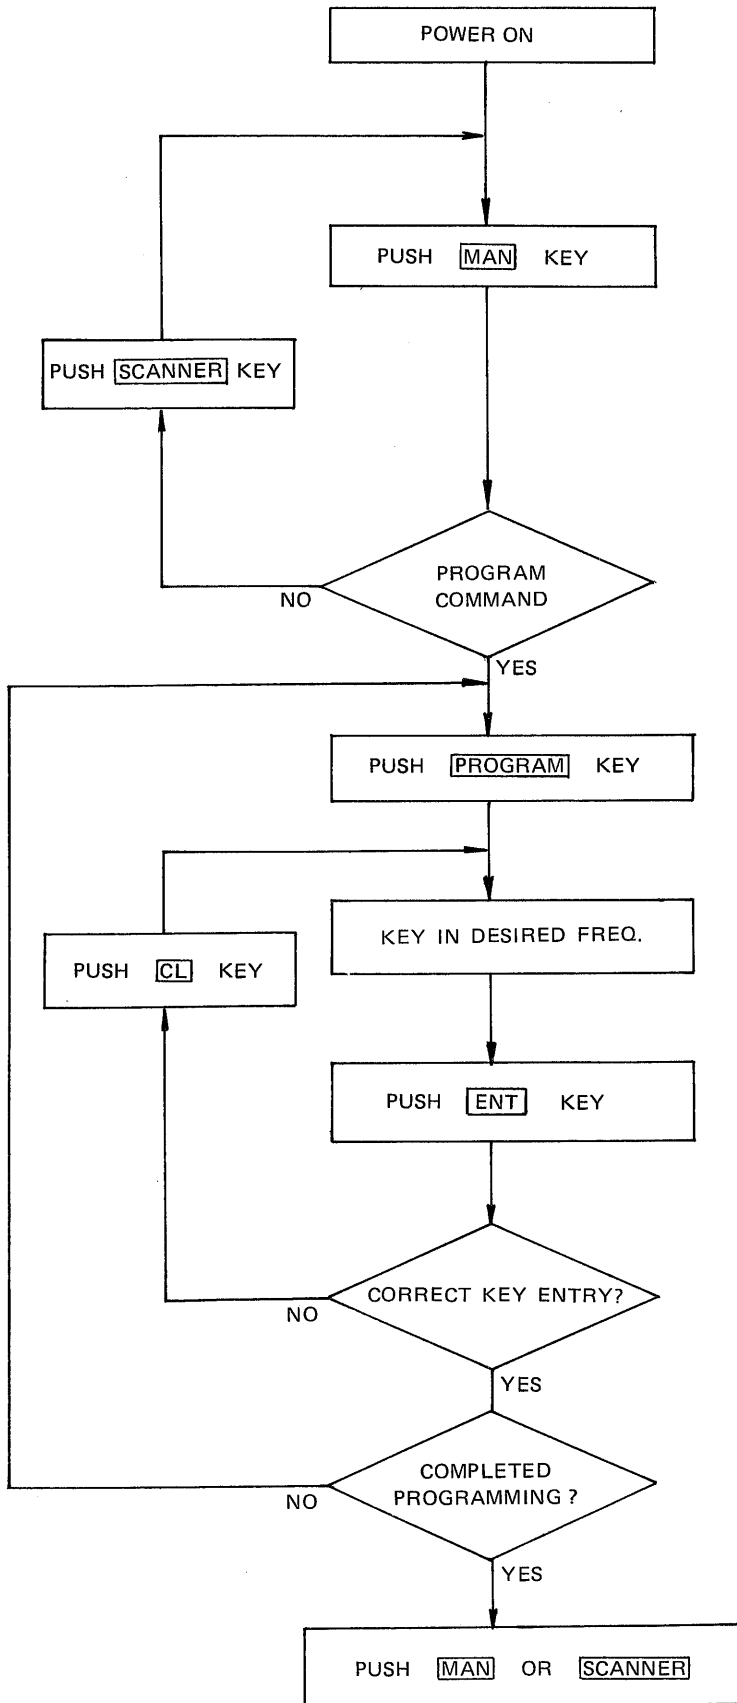 POWER ON
PUSH MAN KEY
PUSH SCANNER KEY
PROGRAM
COMMAND
NO
YES
PUSH PROGRAM KEY
KEY IN DESIRED FREQ.
PUSH CL KEY
PUSH ENT KEY
CORRECT KEY ENTRY?
NO
YES
COMPLETED
PROGRAMMING ?
NO
YES
PUSH MAN OR SCANNER